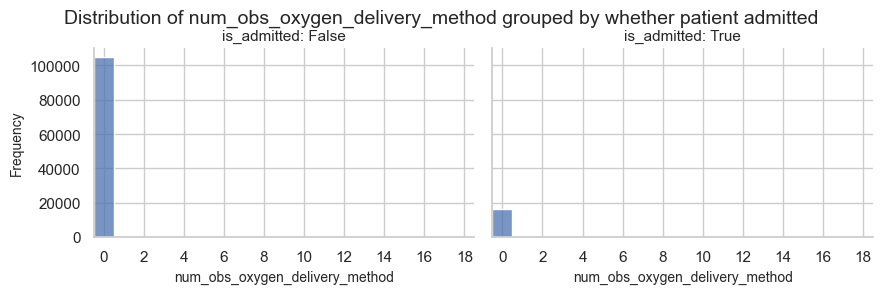 Distribution of num_obs_oxygen_delivery_method grouped by whether patient admitted
is_admitted: False
is_admitted: True
Frequency
100000
80000
60000
40000
20000
0
0 2 4 6 8 10 12 14 16 18
0 2 4 6 8 10 12 14 16 18
num_obs_oxygen_delivery_method
num_obs_oxygen_delivery_method